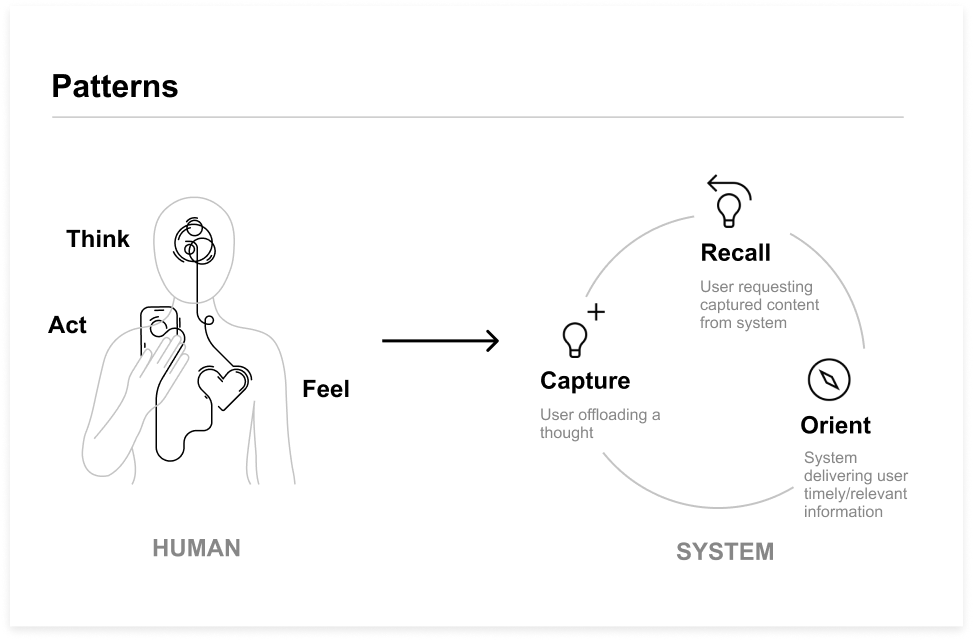 Patterns
Think
Act
Feel
HUMAN
Recall
User requesting
captured content
from system
Capture
User offloading a
thought
Orient
System
delivering user
timely/relevant
information
SYSTEM